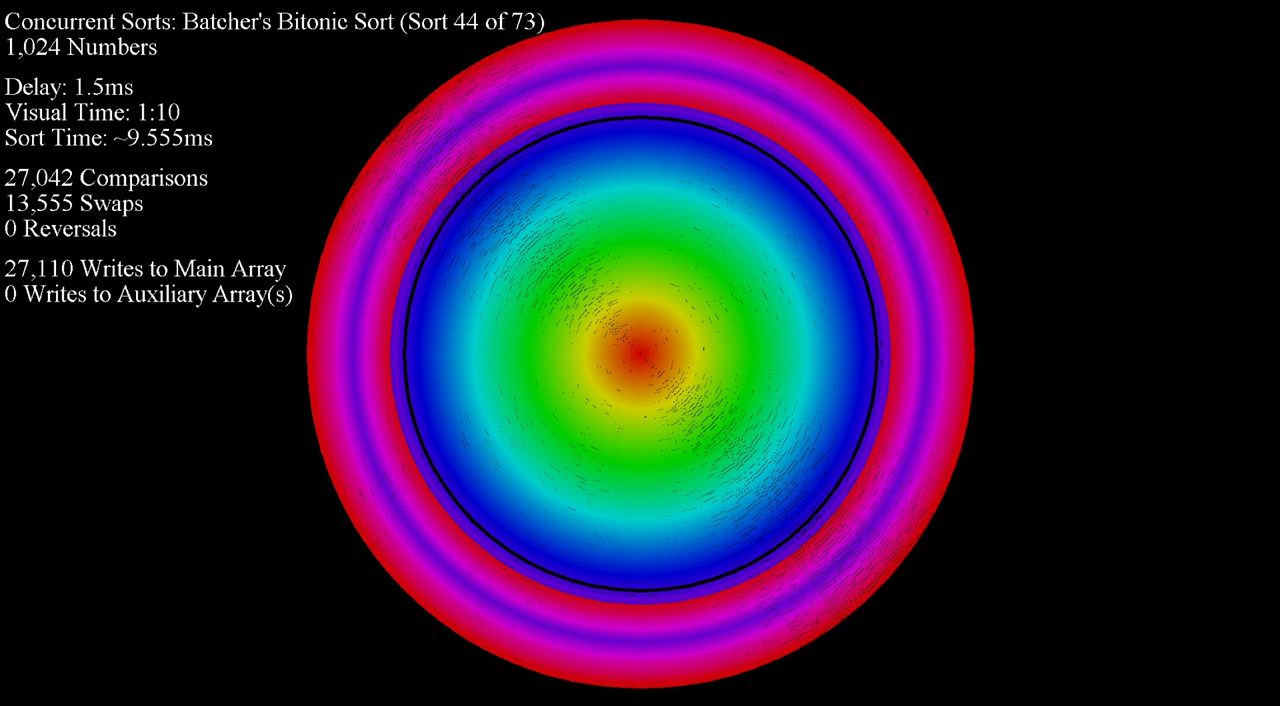 Concurrent Sorts: Batcher's Bitonic Sort (Sort 44 of 73)
1,024 Numbers
Delay: 1.5ms
Visual Time: 1:10
Sort Time: ~9.555ms
27,042 Comparisons
13,555 Swaps
0 Reversals
27,110 Writes to Main Array
0 Writes to Auxiliary Array(s)